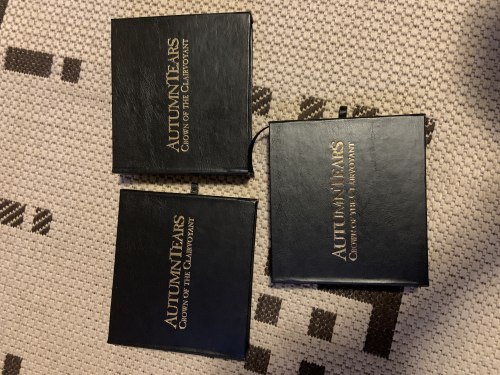 AUTUMNTEARS
CROWN OF THE CLAIRVOYANT
AUTUMNTEARS
CROWN OF THE CLAIRVOYANT
AUTUMNTEARS
CROWN OF THE CLAIRVOYANT